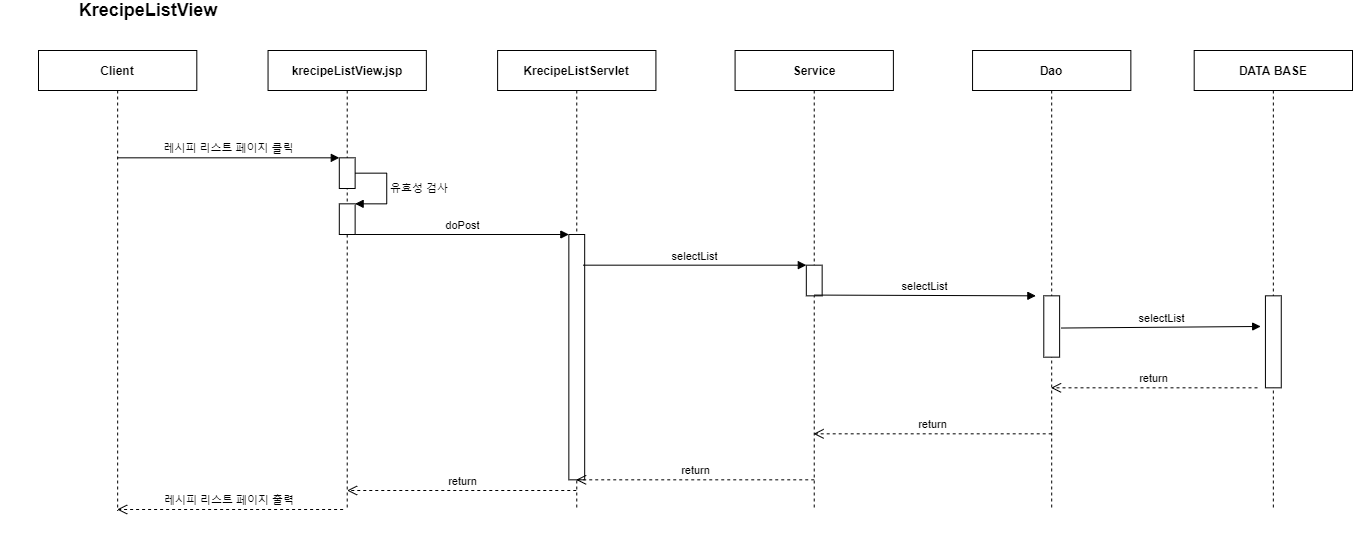 KrecipeListView
Client
krecipeListView.jsp
KrecipeListServlet
Service
Dao
DATA BASE
레시피 리스트 페이지 클릭
유효성 검사
doPost
selectList
selectList
selectList
return
return
return
return
레시피 리스트 페이지 출력